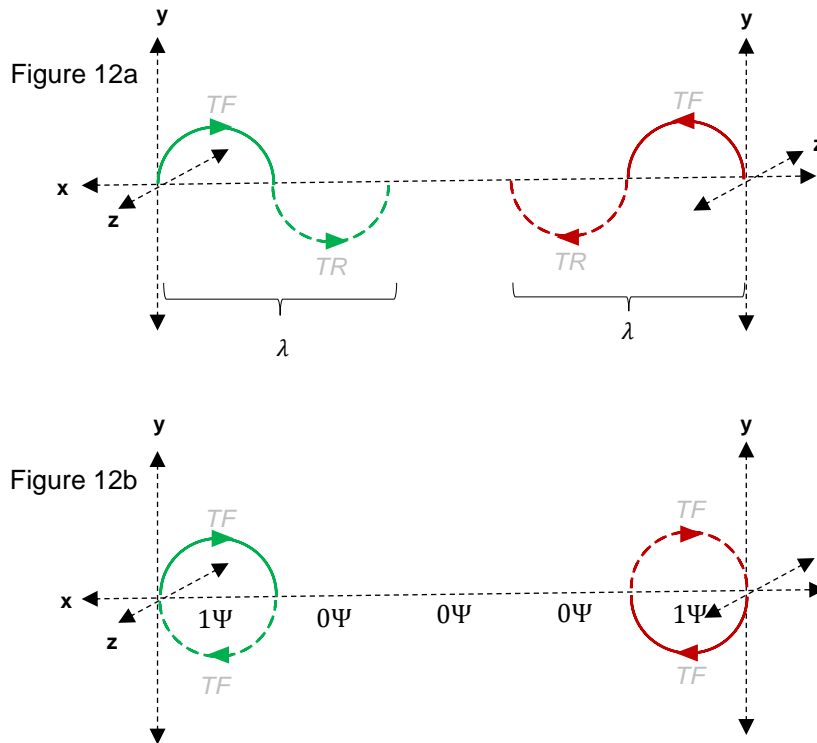 y
y
Figure 12a
TF
TF
z
x
z
TR
TR
λ
λ
y
y
Figure 12b
TF
TF
x
1Ψ
0Ψ
0Ψ
0Ψ
1Ψ
z
TF
TF